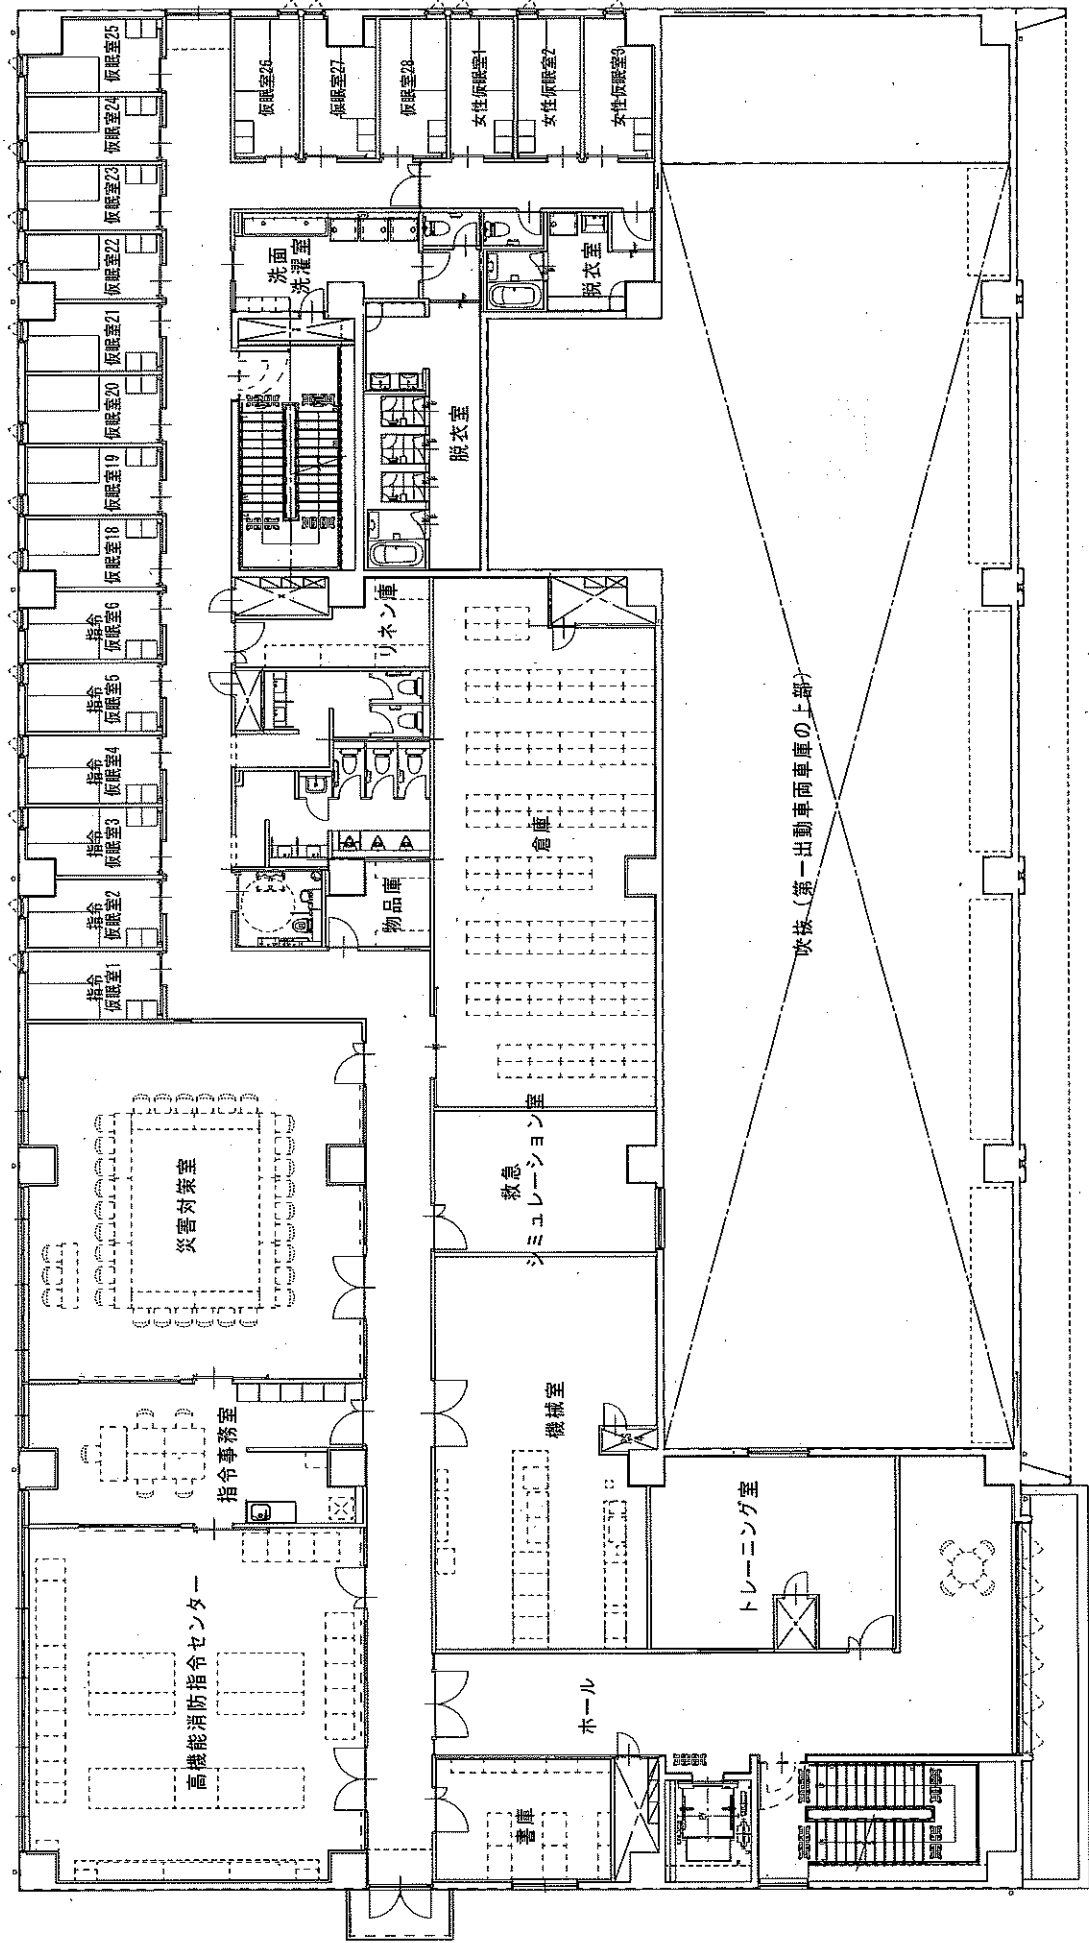 仮眠室25
仮眠室24
仮眠室23
仮眠室22
仮眠室21
仮眠室20
仮眠室19
仮眠室18
指令
仮眠室6
指令
仮眠室5
指令
仮眠室4
指令
仮眠室3
指令
仮眠室2
指令
仮眠室1
仮眠室26
仮眠室27
仮眠室28
女性仮眠室1
女性仮眠室2
女性仮眠室3
洗面
洗濯室
脱衣室
脱衣室
リネン庫
物品庫
倉庫
災害対策室
救急
シミュレーション室
指令事務室
機械室
高機能消防指令センター
トレーニング室
ホール
書庫
吹抜（第一出動車両車庫の上部）